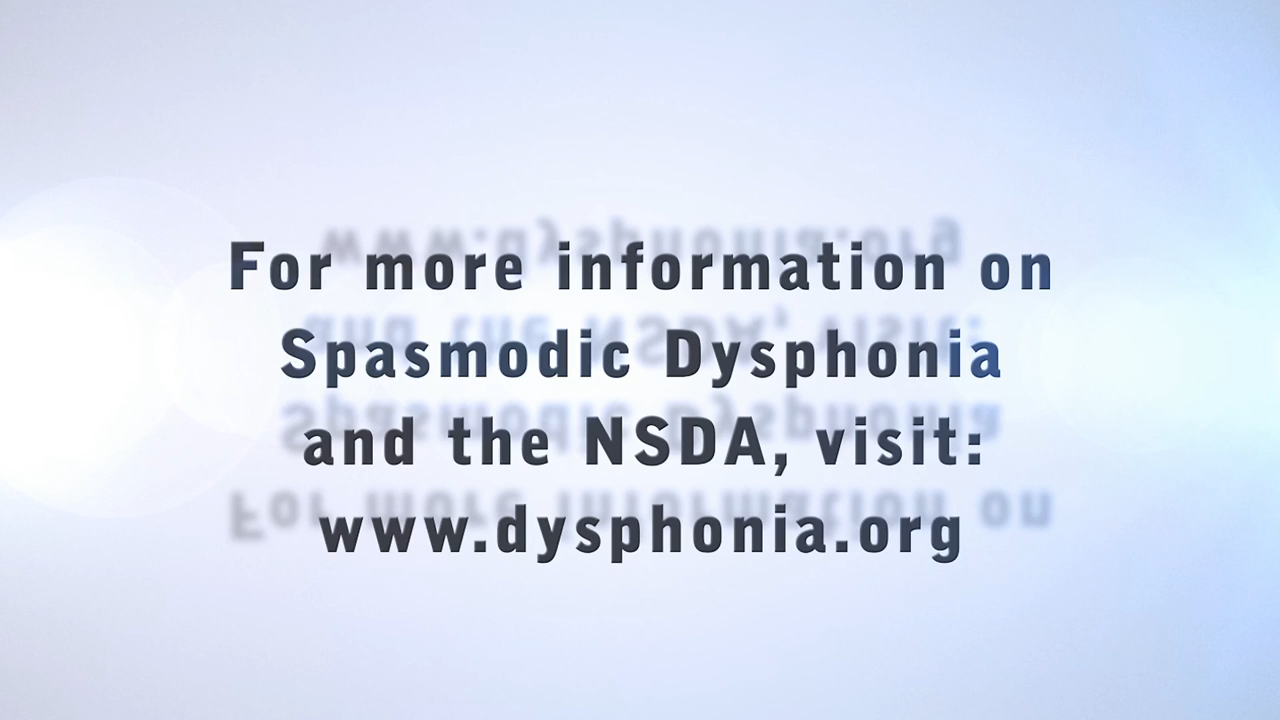 For more information on
Spasmodic Dysphonia
and the NSDA, visit:
www.dysphonia.org